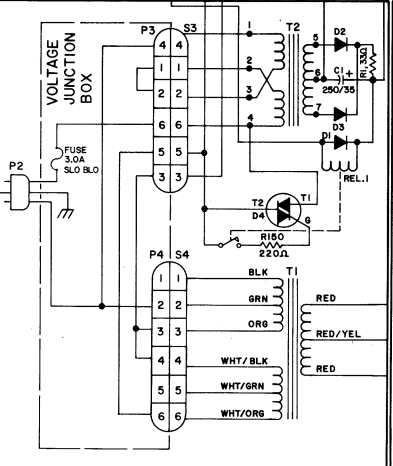 P3 S3
VOLTAGE
JUNCTION
BOX
4 4
1 1
2 2
6 6
5 5
3 3
1
2
3
4
T2
5
6
7
D2
R1, 33Ω
C1 +
250/35
D3
D1
REL.1
FUSE
3.0A
SLO BLO
P2
T2 T1
D4
G
R150
220Ω
P4 S4
1 1
2 2
3 3
4 4
5 5
6 6
BLK
GRN
ORG
WHT/BLK
WHT/GRN
WHT/ORG
T1
RED
RED/YEL
RED